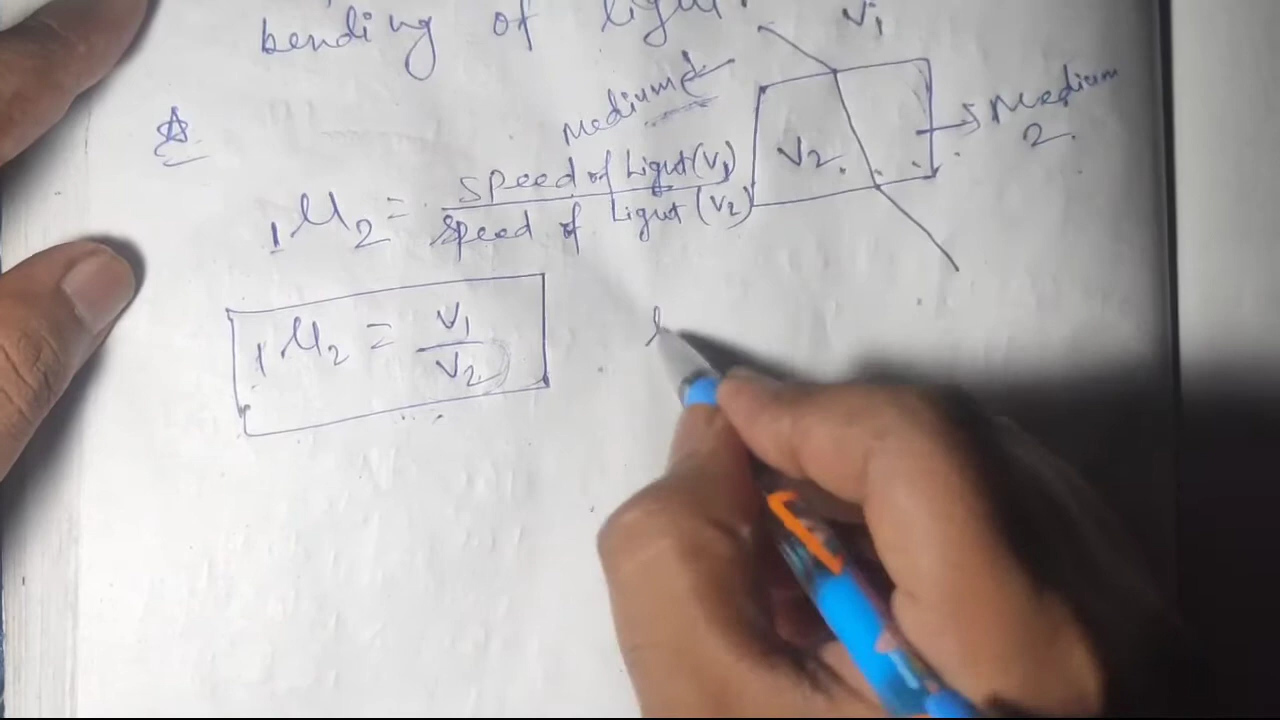 bending of light.
V1
Medium
Medium 2.
V2
1μ2 = Speed of Light (V1)
Speed of Light (V2)
1μ2 = V1
V2